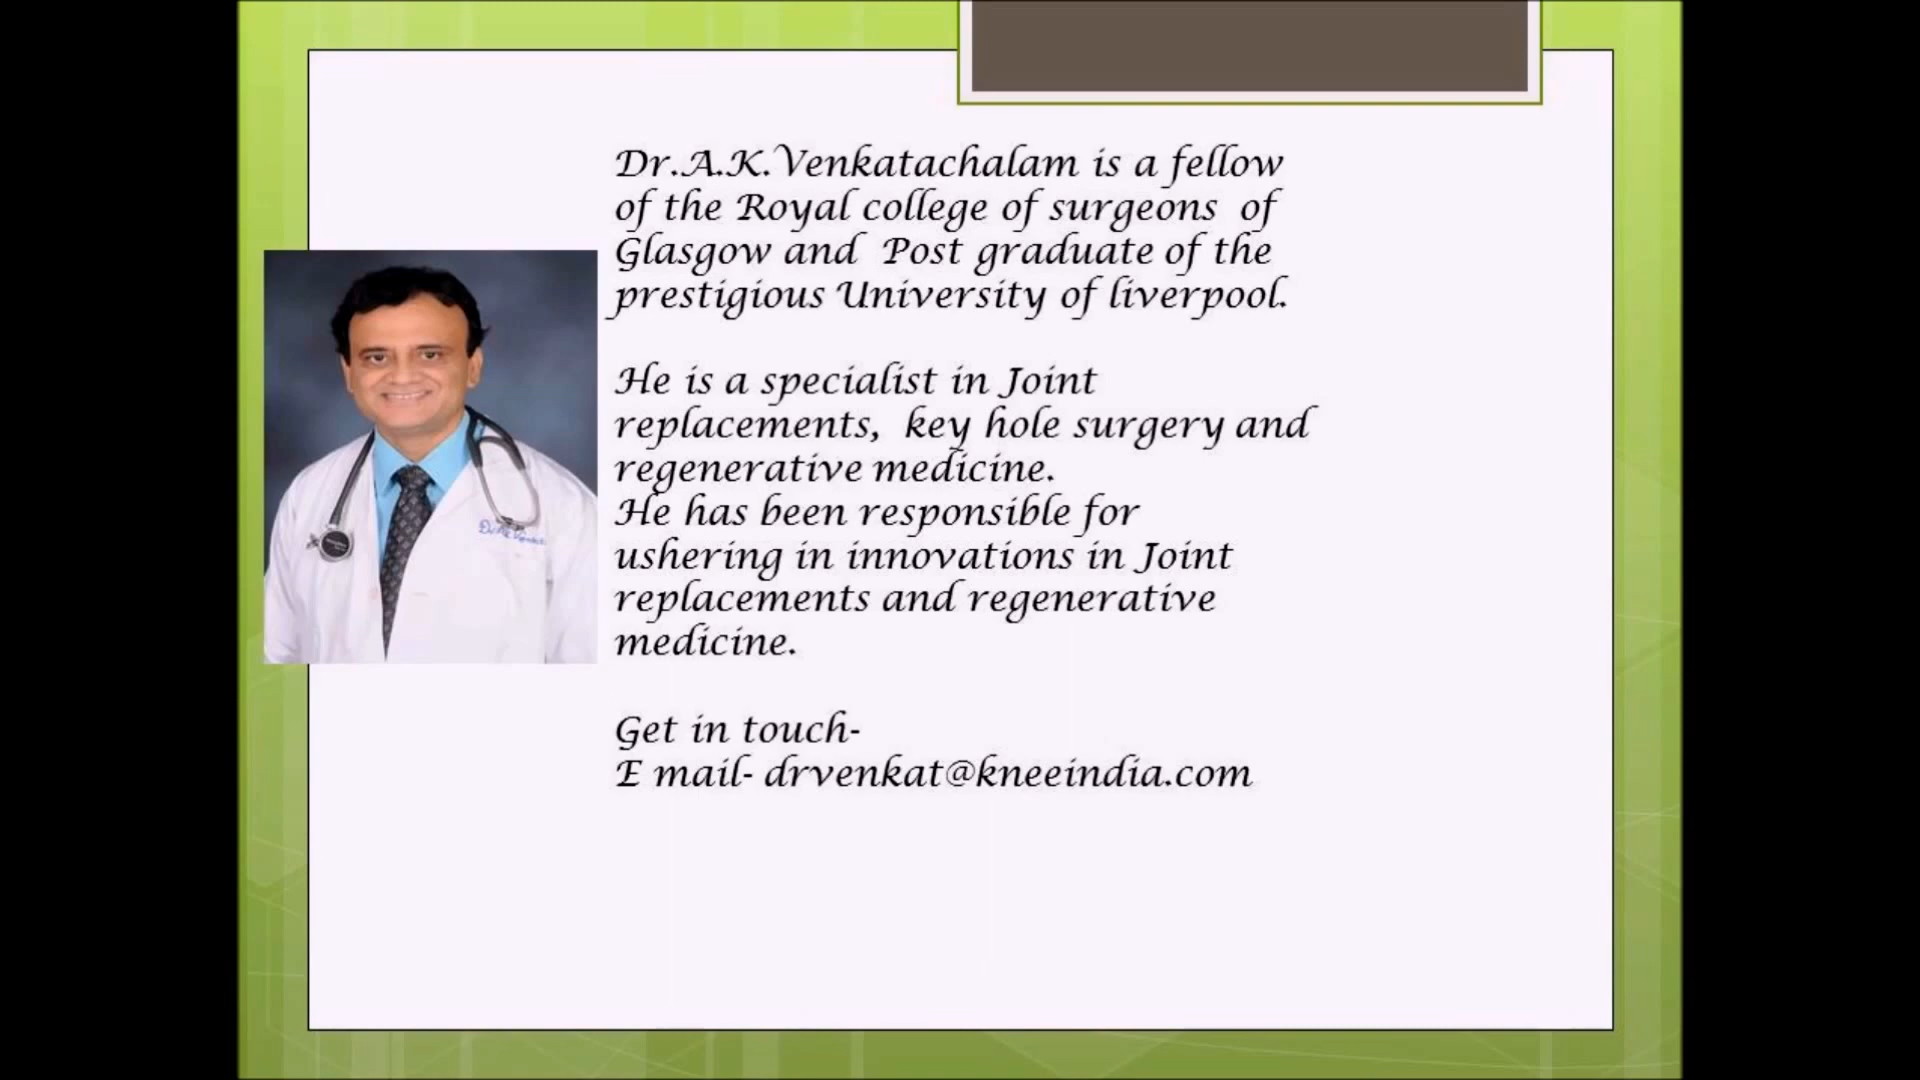 Dr.A.K.Venkatachalam is a fellow
of the Royal college of surgeons of
Glasgow and Post graduate of the
prestigious University of liverpool.
He is a specialist in Joint
replacements, key hole surgery and
regenerative medicine.
He has been responsible for
ushering in innovations in Joint
replacements and regenerative
medicine.
Get in touch-
E mail- drvenkat@kneeindia.com